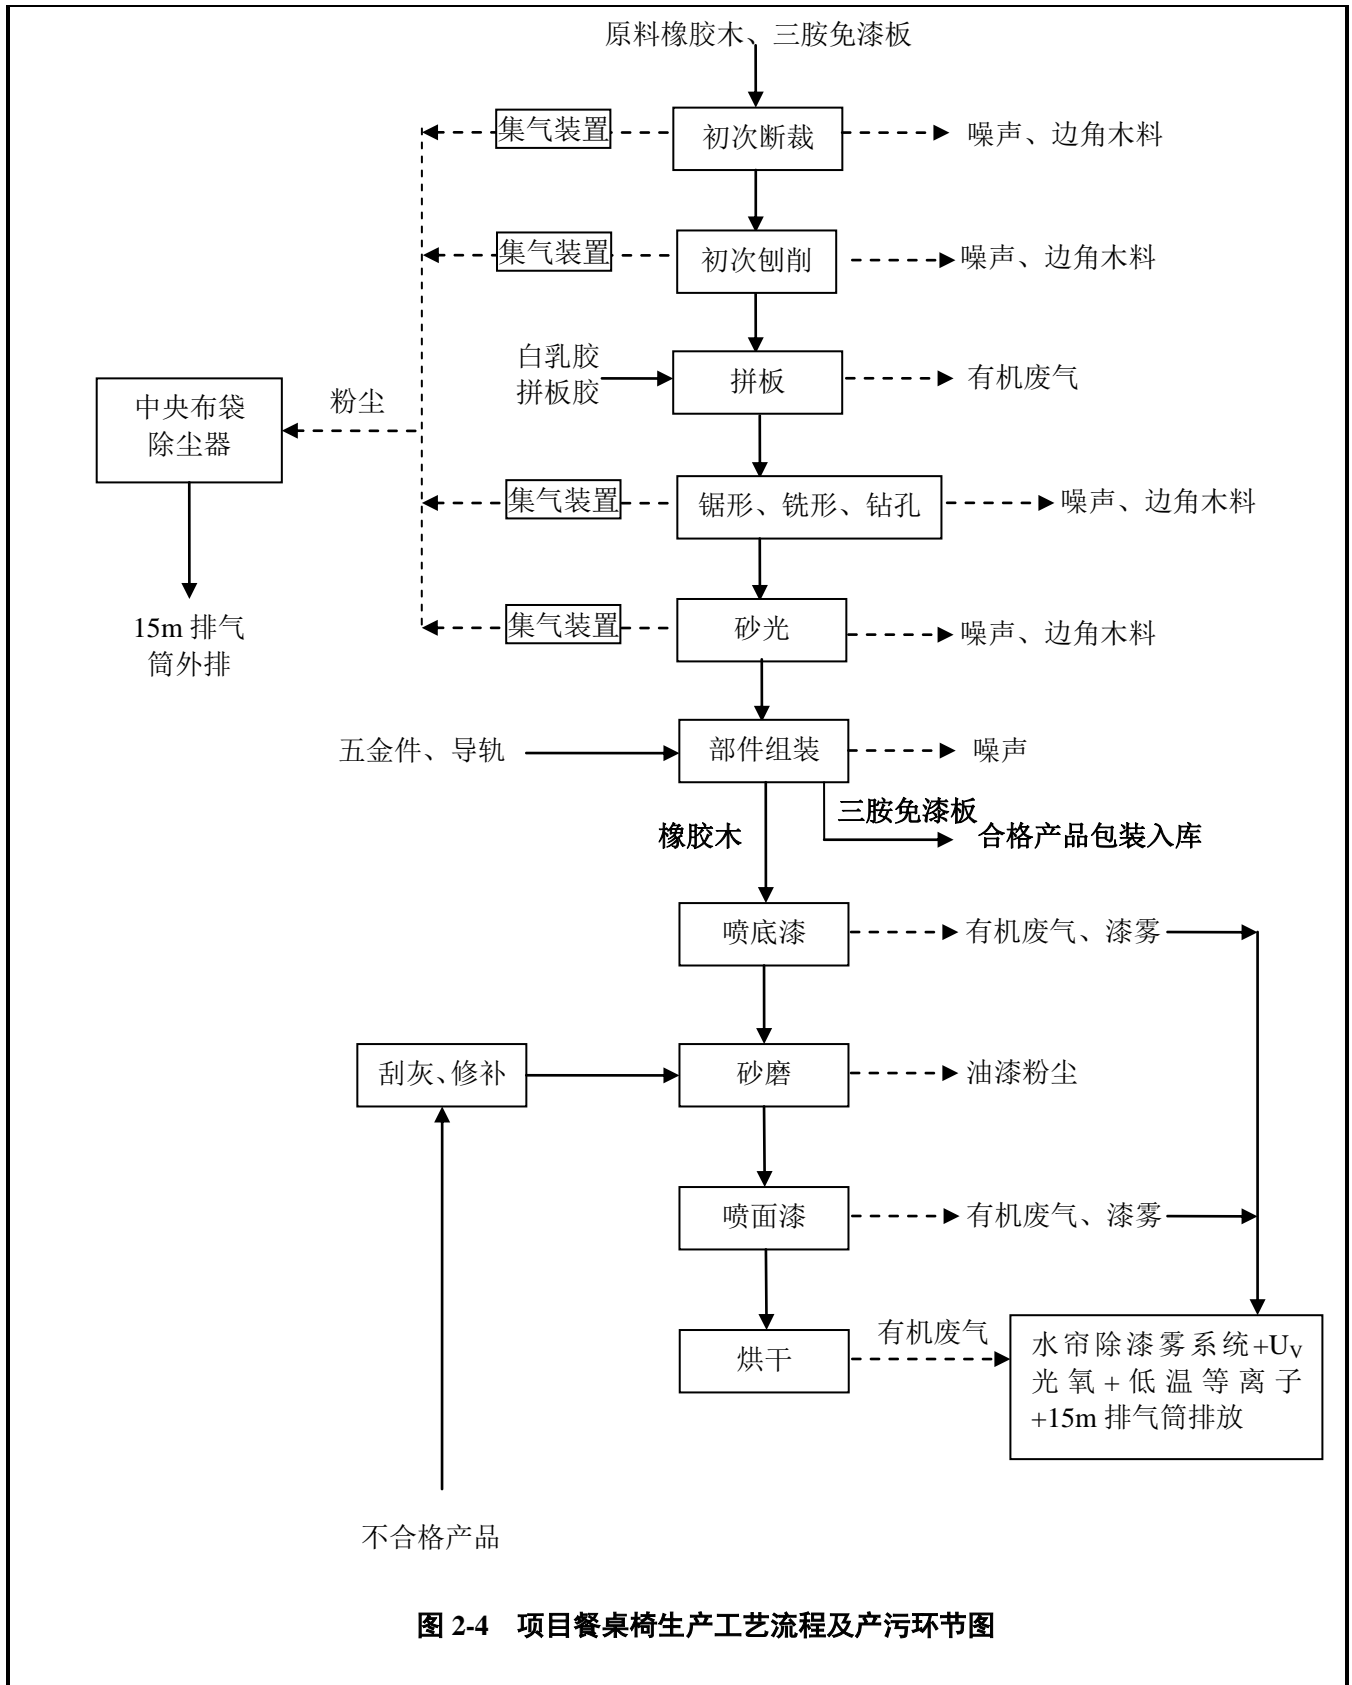 原料橡胶木、三胺免漆板
集气装置
初次断裁
噪声、边角木料
集气装置
初次刨削
噪声、边角木料
白乳胶
拼板胶
拼板
有机废气
中央布袋
除尘器
粉尘
集气装置
锯形、铣形、钻孔
噪声、边角木料
15m 排气
筒外排
集气装置
砂光
噪声、边角木料
五金件、导轨
部件组装
噪声
橡胶木
三胺免漆板
合格产品包装入库
喷底漆
有机废气、漆雾
刮灰、修补
砂磨
油漆粉尘
喷面漆
有机废气、漆雾
烘干
有机废气
水帘除漆雾系统+UV
光氧+低温等离子
+15m 排气筒排放
不合格产品
图 2-4 项目餐桌椅生产工艺流程及产污环节图